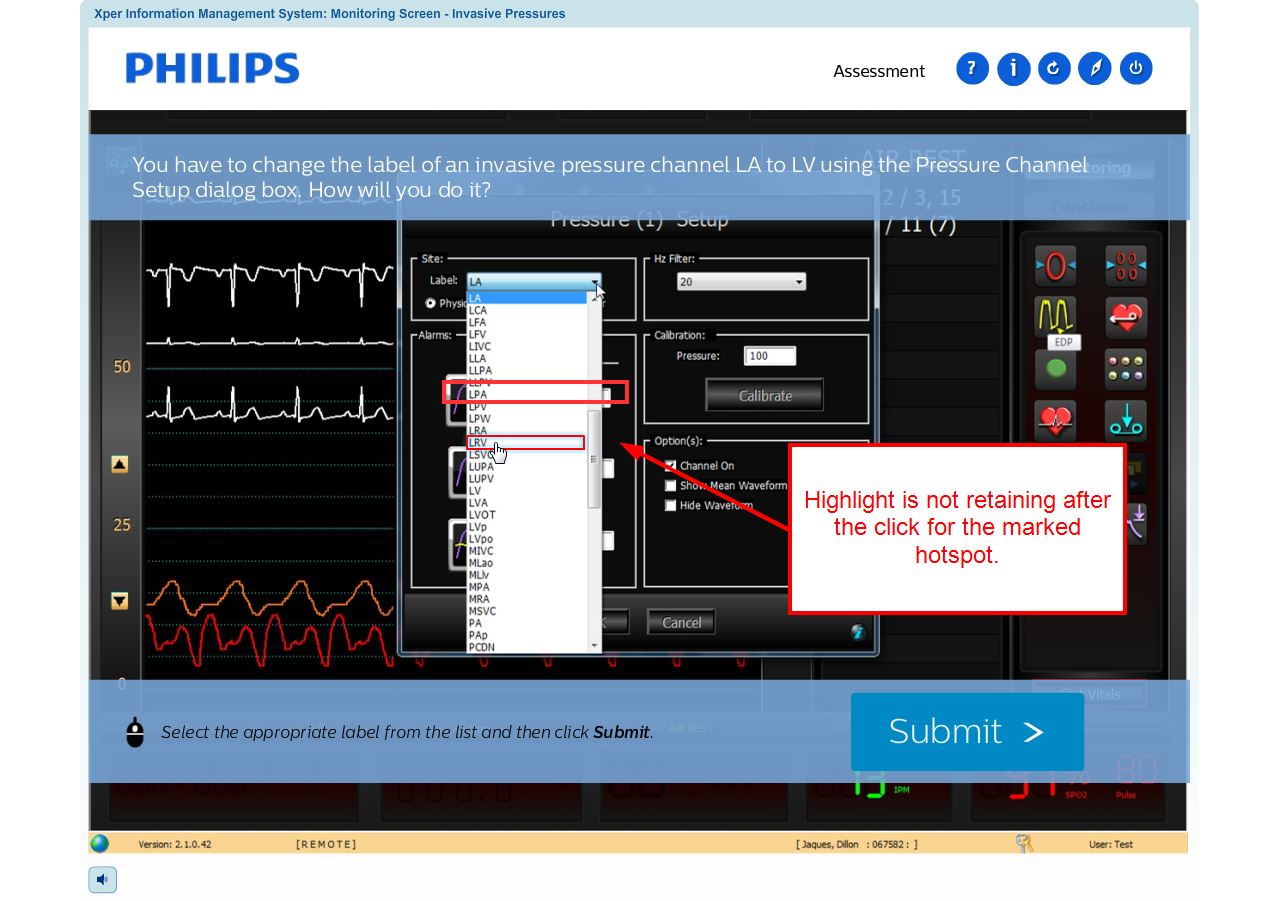 Xper Information Management System: Monitoring Screen - Invasive Pressures
PHILIPS
Assessment
?
i
AIR REST
You have to change the label of an invasive pressure channel LA to LV using the Pressure Channel
Setup dialog box. How will you do it?
2 / 3, 15
/ 11 (7)
Functions
Pressure (1) Setup
Site:
Label: LA
Physi
Hz Filter:
20
Alarms:
Calibration:
Pressure: 100
Calibrate
Option(s):
Channel On
Show Mean Waveform
Hide Waveform
LA
LCA
LFA
LFV
LIVC
LLA
LLPA
LLPV
LPA
LPV
LPW
LRA
LRV
LSVC
LUPA
LUPV
LV
LVA
LVOT
LVp
LVpo
MIVC
MLao
MLlv
MPA
MRA
MSVC
PA
PAp
PCDN
Cancel
EDP
50
25
0
Highlight is not retaining after
the click for the marked
hotspot.
Vitals
AIR REST
Select the appropriate label from the list and then click Submit.
Submit >
13
IPM
SPO2
80
Pulse
Version: 2.1.0.42
[REMOTE]
[ Jaques, Dillon : 067582 : ]
User: Test